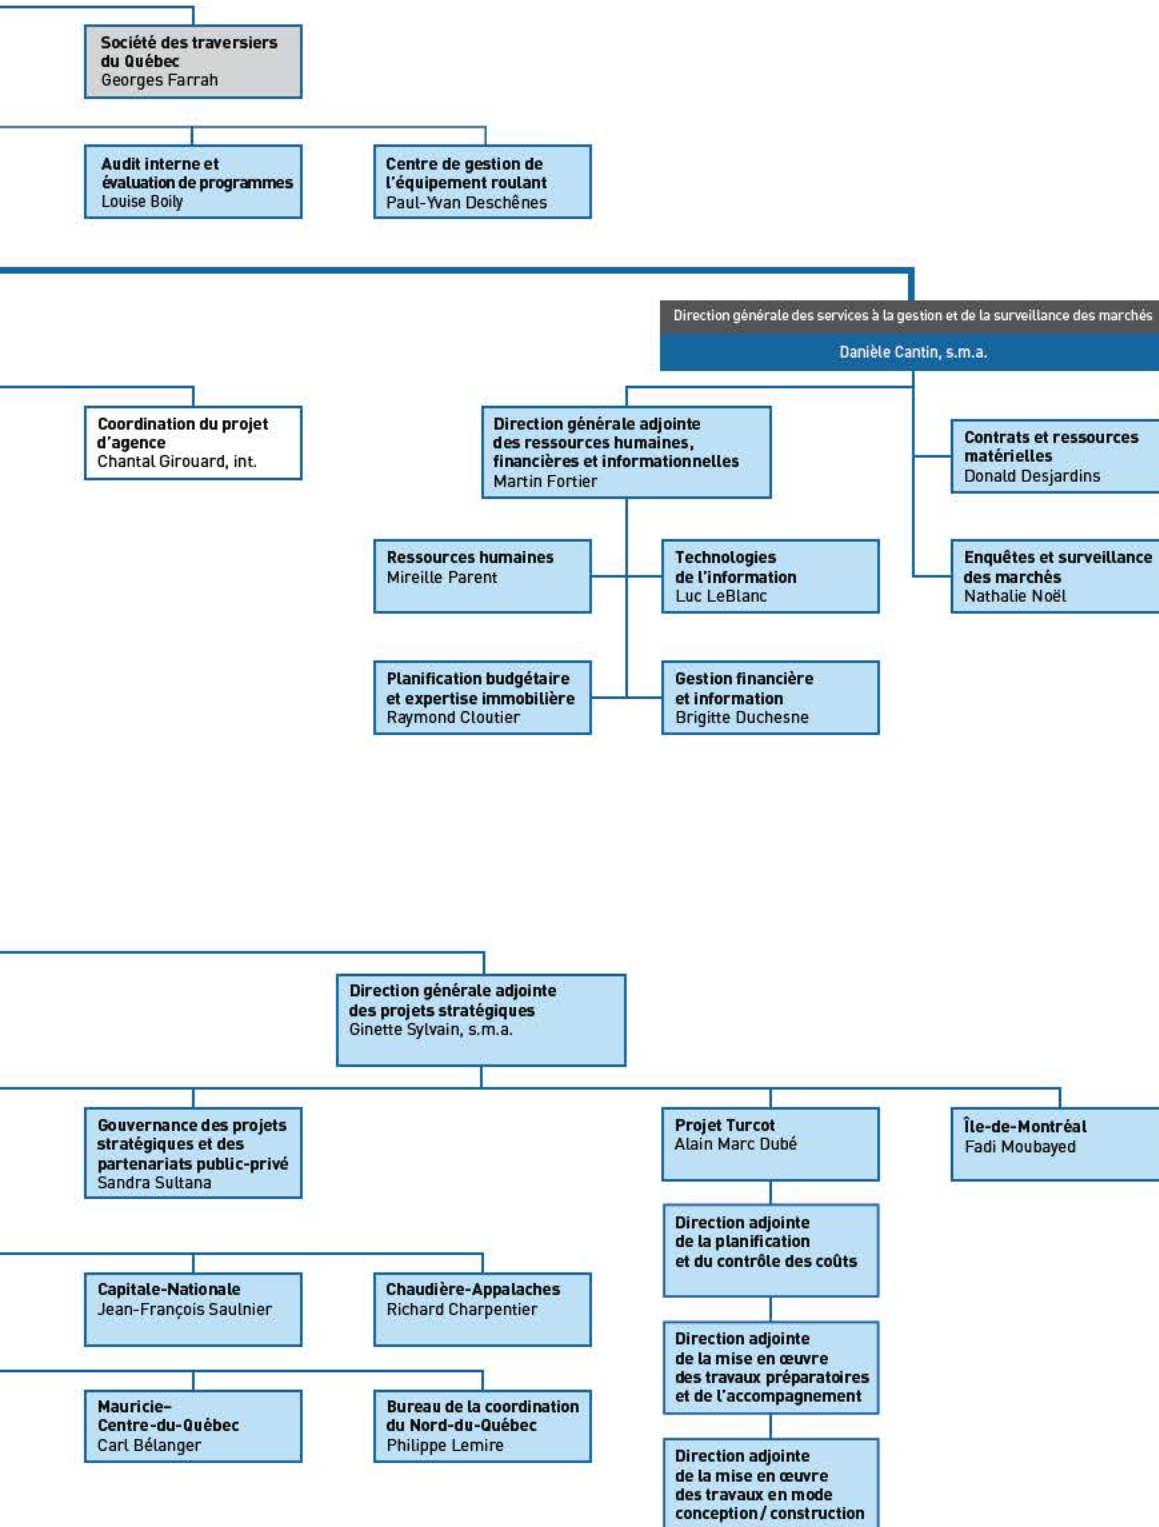 Société des traversiers
du Québec
Georges Farrah
Audit interne et
évaluation de programmes
Louise Boily
Centre de gestion de
l'équipement roulant
Paul-Yvan Deschênes
Direction générale des services à la gestion et de la surveillance des marchés
Danièle Cantin, s.m.a.
Coordination du projet
d'agence
Chantal Girouard, int.
Direction générale adjointe
des ressources humaines,
financières et informationnelles
Martin Fortier
Contrats et ressources
matérielles
Donald Desjardins
Ressources humaines
Mireille Parent
Technologies
de l'information
Luc LeBlanc
Enquêtes et surveillance
des marchés
Nathalie Noël
Planification budgétaire
et expertise immobilière
Raymond Cloutier
Gestion financière
et information
Brigitte Duchesne
Direction générale adjointe
des projets stratégiques
Ginette Sylvain, s.m.a.
Gouvernance des projets
stratégiques et des
partenariats public-privé
Sandra Sultana
Projet Turcot
Alain Marc Dubé
Île-de-Montréal
Fadi Moubayed
Direction adjointe
de la planification
et du contrôle des coûts
Capitale-Nationale
Jean-François Saulnier
Chaudière-Appalaches
Richard Charpentier
Direction adjointe
de la mise en œuvre
des travaux préparatoires
et de l'accompagnement
Mauricie–
Centre-du-Québec
Carl Bélanger
Bureau de la coordination
du Nord-du-Québec
Philippe Lemire
Direction adjointe
de la mise en œuvre
des travaux en mode
conception / construction